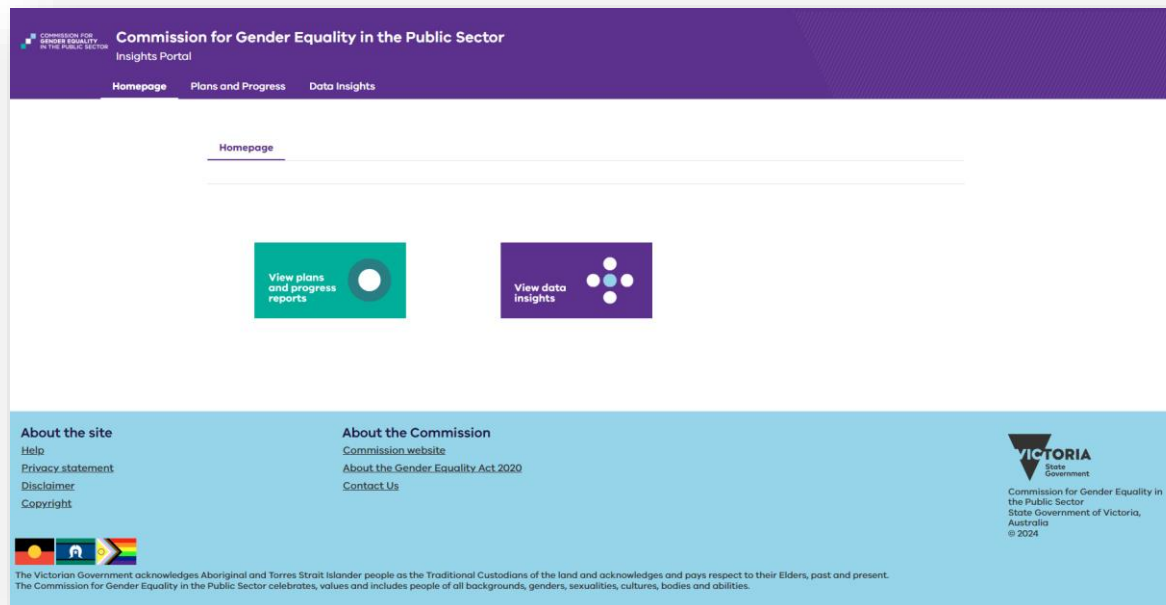 COMMISSION FOR
GENDER EQUALITY
IN THE PUBLIC SECTOR
Commission for Gender Equality in the Public Sector
Insights Portal
Homepage Plans and Progress Data Insights
Homepage
View plans
and progress
reports
View data
insights
About the site
Help
Privacy statement
Disclaimer
Copyright
About the Commission
Commission website
About the Gender Equality Act 2020
Contact Us
VICTORIA
State
Government
Commission for Gender Equality in
the Public Sector
State Government of Victoria,
Australia
© 2024
The Victorian Government acknowledges Aboriginal and Torres Strait Islander people as the Traditional Custodians of the land and acknowledges and pays respect to their Elders, past and present.
The Commission for Gender Equality in the Public Sector celebrates, values and includes people of all backgrounds, genders, sexualities, cultures, bodies and abilities.